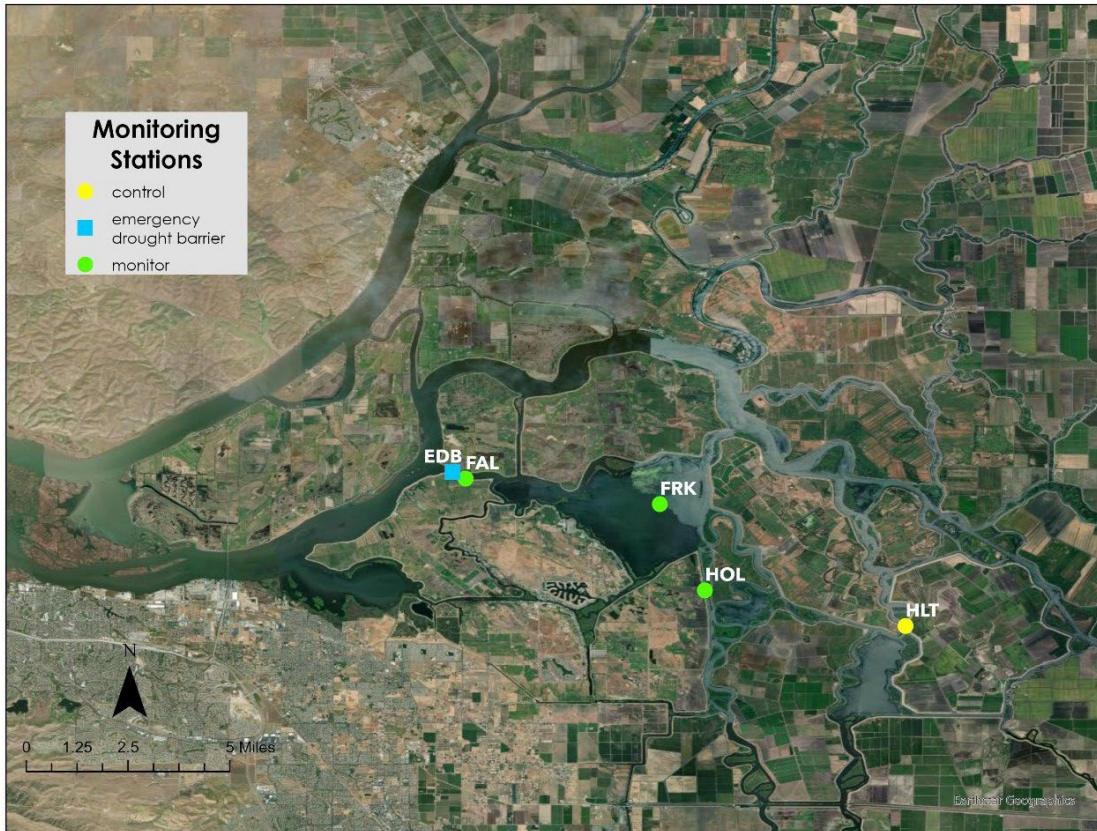 Monitoring
Stations
control
emergency
drought barrier
monitor
EDB
FAL
FRK
HOL
HLT
N
0 1.25 2.5 5 Miles
Earthstar Geographics